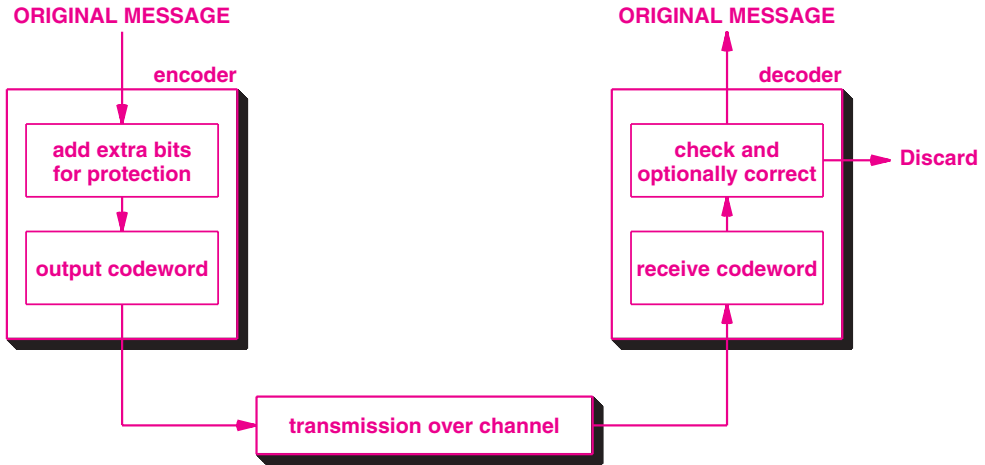 ORIGINAL MESSAGE
encoder
add extra bits
for protection
output codeword
transmission over channel
ORIGINAL MESSAGE
decoder
check and
optionally correct
Discard
receive codeword